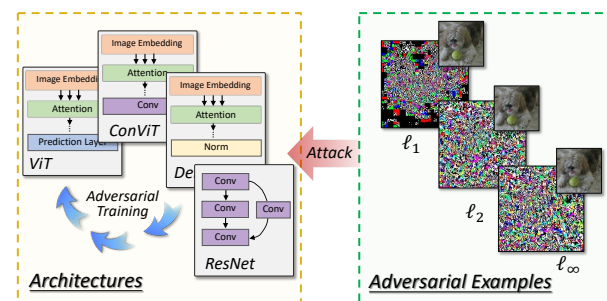 Image Embedding
Attention
Conv
ConViT
Image Embedding
Attention
Prediction Layer
ViT
Image Embedding
Attention
Norm
De
Conv
Conv
Conv
Conv
ResNet
Adversarial
Training
Architectures
Attack
ℓ1
ℓ2
ℓ∞
Adversarial Examples